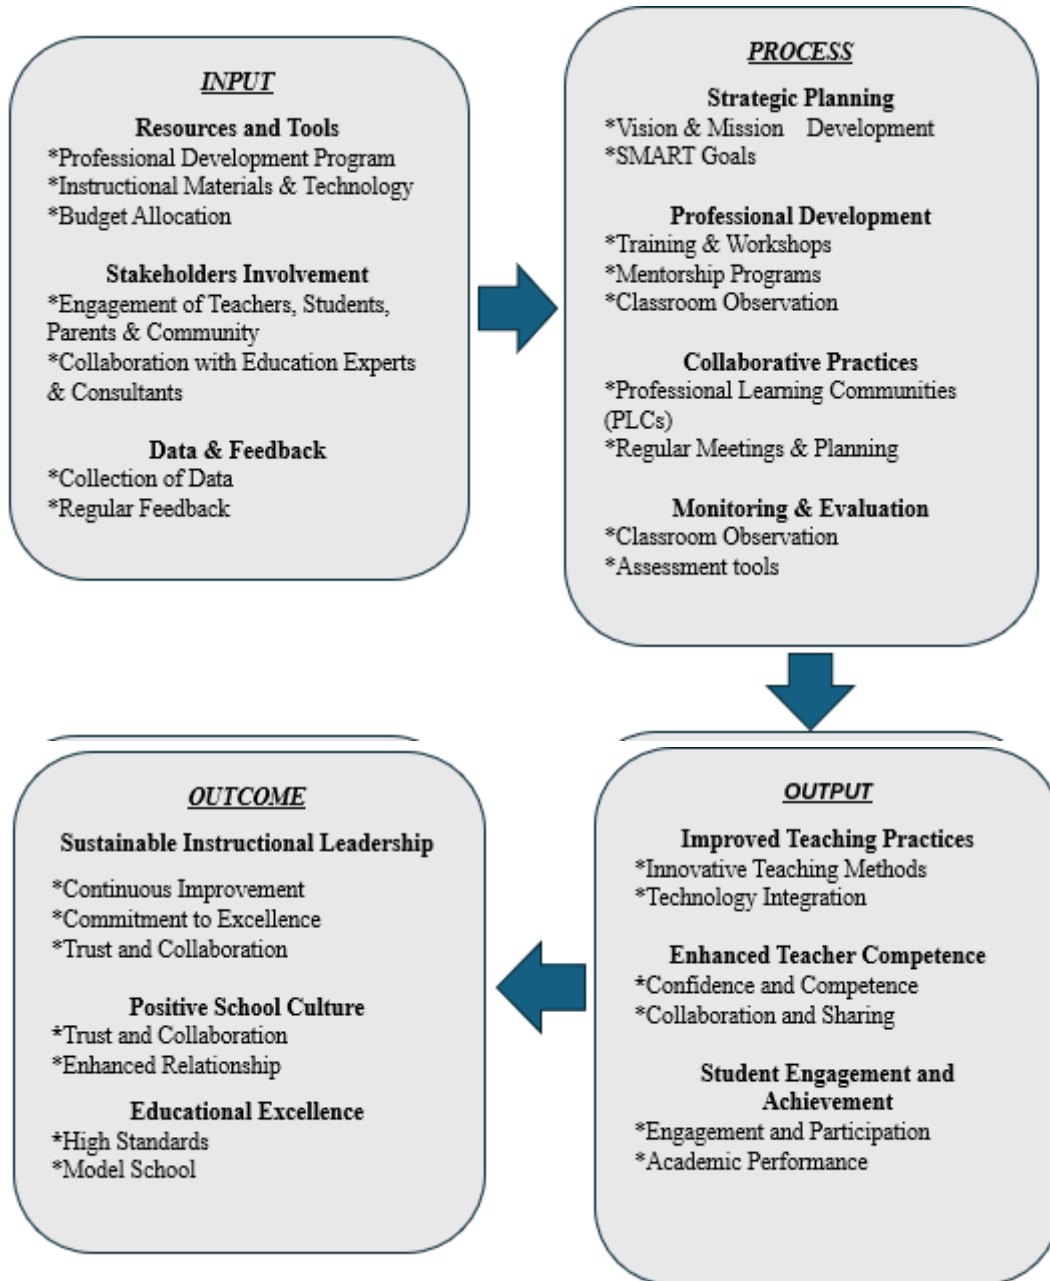 INPUT
Resources and Tools
*Professional Development Program
*Instructional Materials & Technology
*Budget Allocation
Stakeholders Involvement
*Engagement of Teachers, Students,
Parents & Community
*Collaboration with Education Experts
& Consultants
Data & Feedback
*Collection of Data
*Regular Feedback
PROCESS
Strategic Planning
*Vision & Mission Development
*SMART Goals
Professional Development
*Training & Workshops
*Mentorship Programs
*Classroom Observation
Collaborative Practices
*Professional Learning Communities
(PLCs)
*Regular Meetings & Planning
Monitoring & Evaluation
*Classroom Observation
*Assessment tools
OUTPUT
Improved Teaching Practices
*Innovative Teaching Methods
*Technology Integration
Enhanced Teacher Competence
*Confidence and Competence
*Collaboration and Sharing
Student Engagement and
Achievement
*Engagement and Participation
*Academic Performance
OUTCOME
Sustainable Instructional Leadership
*Continuous Improvement
*Commitment to Excellence
*Trust and Collaboration
Positive School Culture
*Trust and Collaboration
*Enhanced Relationship
Educational Excellence
*High Standards
*Model School